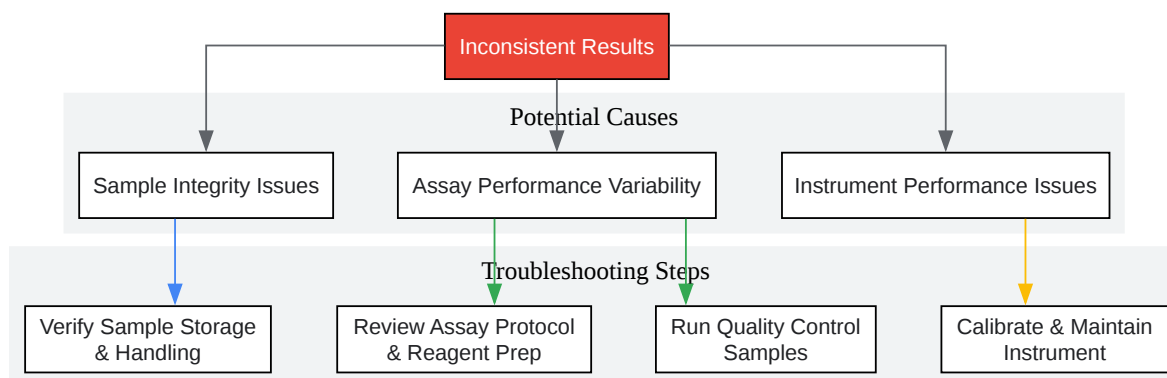 Inconsistent Results
Potential Causes
Sample Integrity Issues
Assay Performance Variability
Instrument Performance Issues
Troubleshooting Steps
Verify Sample Storage
& Handling
Review Assay Protocol
& Reagent Prep
Run Quality Control
Samples
Calibrate & Maintain
Instrument